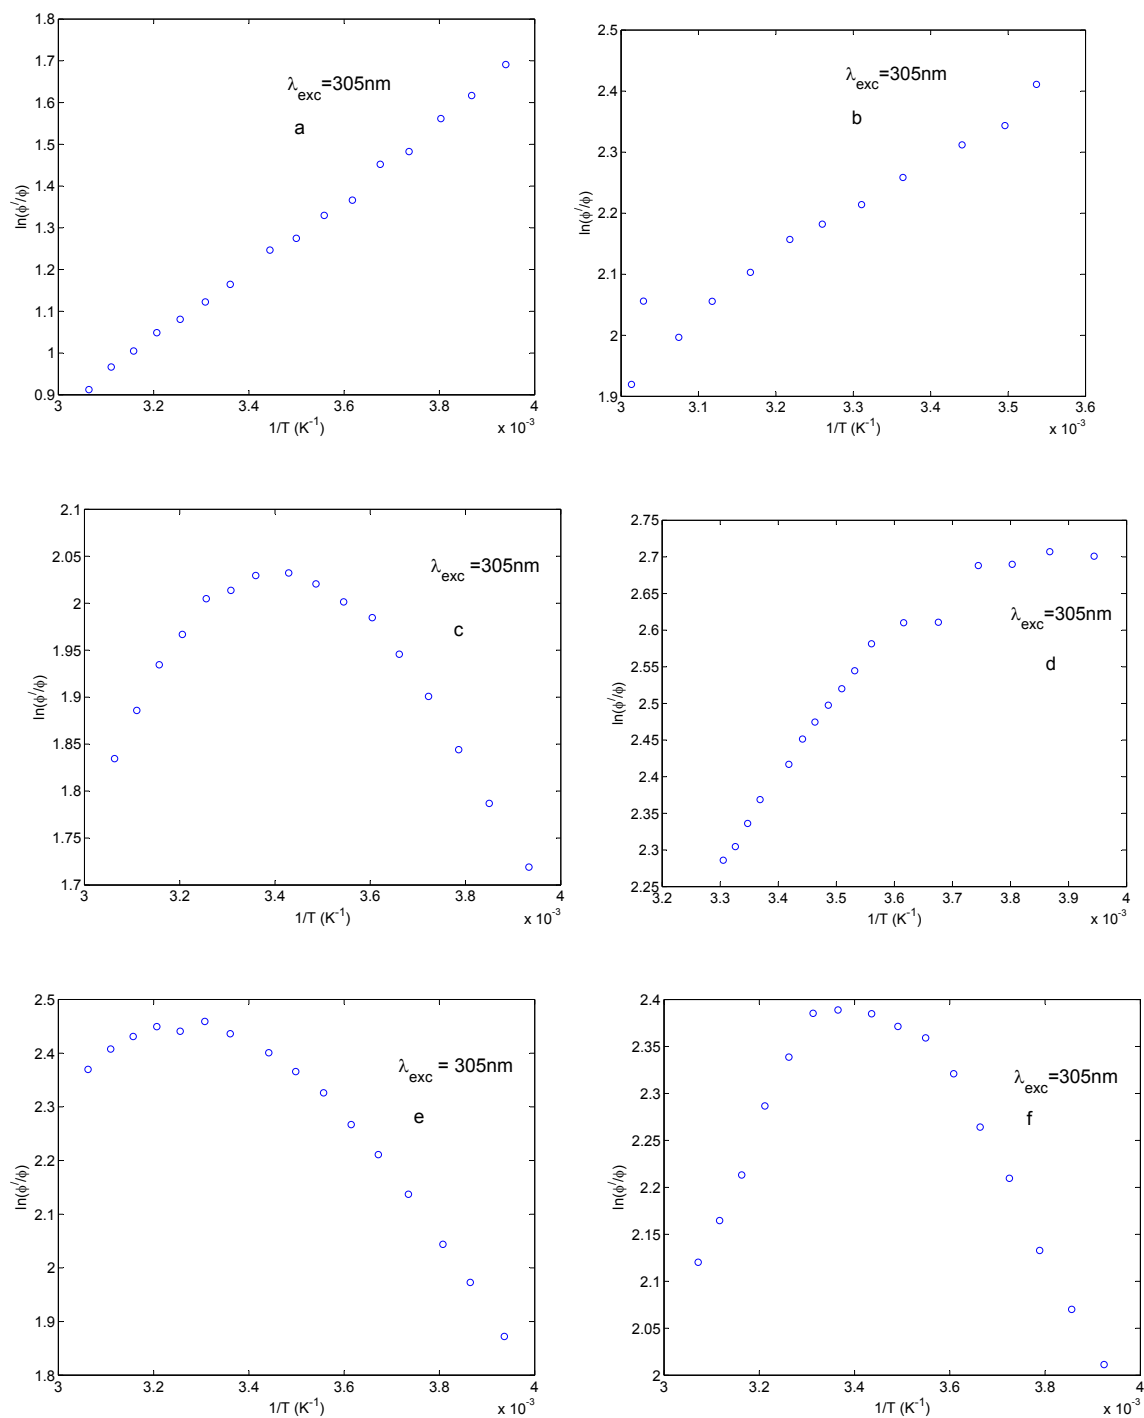 1.8
1.7
1.6
1.5
1.4
1.3
1.2
1.1
1
0.9
ln(ϕ//ϕ)
λexc=305nm
a
3 3.2 3.4 3.6 3.8 4
1/T (K-1)
x 10-3
2.5
2.4
2.3
2.2
2.1
2
1.9
ln(ϕ//ϕ)
λexc=305nm
b
3 3.1 3.2 3.3 3.4 3.5 3.6
1/T (K-1)
x 10-3
2.1
2.05
2
1.95
1.9
1.85
1.8
1.75
1.7
ln(ϕ//ϕ)
λexc =305nm
c
3 3.2 3.4 3.6 3.8 4
1/T (K-1)
x 10-3
2.75
2.7
2.65
2.6
2.55
2.5
2.45
2.4
2.35
2.3
2.25
ln(ϕ//ϕ)
λexc=305nm
d
3.2 3.3 3.4 3.5 3.6 3.7 3.8 3.9 4
1/T (K-1)
x 10-3
2.5
2.4
2.3
2.2
2.1
2
1.9
1.8
ln(ϕ//ϕ)
λexc = 305nm
e
3 3.2 3.4 3.6 3.8 4
1/T (K-1)
x 10-3
2.4
2.35
2.3
2.25
2.2
2.15
2.1
2.05
2
ln(ϕ//ϕ)
λexc=305nm
f
3 3.2 3.4 3.6 3.8 4
1/T (K-1)
x 10-3